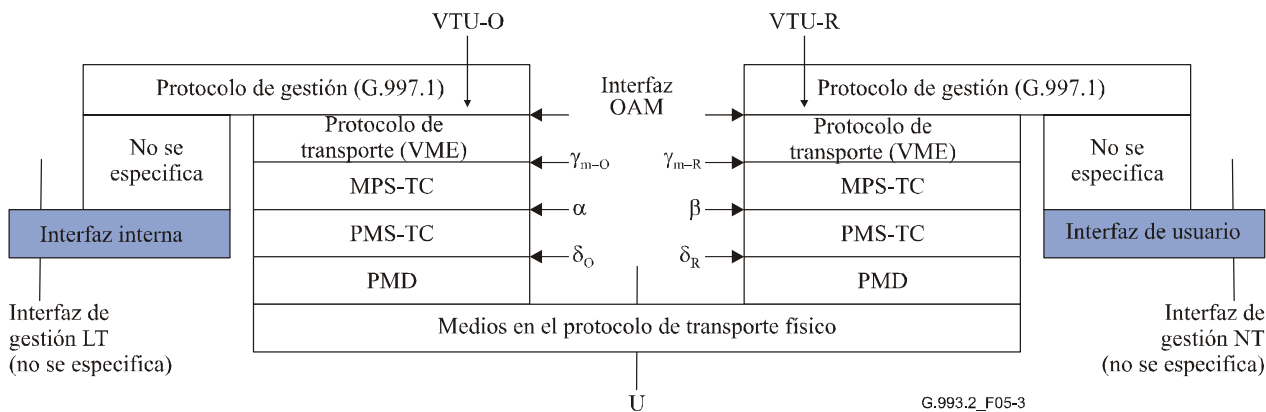 VTU-O
VTU-R
Protocolo de gestión (G.997.1)
Interfaz
OAM
Protocolo de gestión (G.997.1)
No se
especifica
Protocolo de
transporte (VME)
Protocolo de
transporte (VME)
No se
especifica
γm–O
γm–R
MPS-TC
MPS-TC
α
β
Interfaz interna
PMS-TC
PMS-TC
Interfaz de usuario
δO
δR
PMD
PMD
Interfaz de
gestión LT
(no se especifica)
Medios en el protocolo de transporte físico
Interfaz de
gestión NT
(no se especifica)
U
G.993.2_F05-3